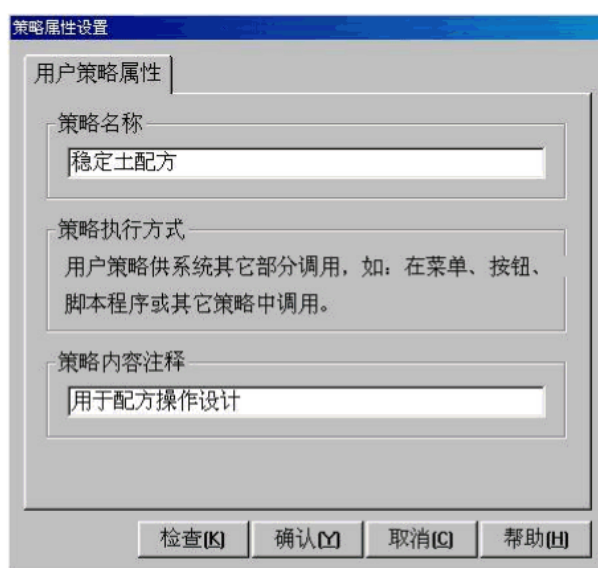 策略属性设置
用户策略属性
策略名称
稳定土配方
策略执行方式
用户策略供系统其它部分调用，如：在菜单、按钮、
脚本程序或其它策略中调用。
策略内容注释
用于配方操作设计
检查(K) 确认(Y) 取消(C) 帮助(H)